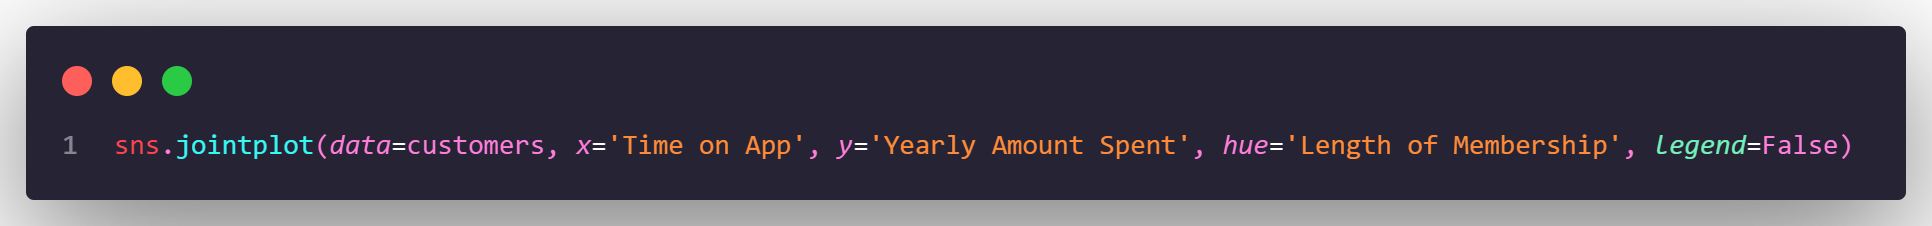 1 sns.jointplot(data=customers, x='Time on App', y='Yearly Amount Spent', hue='Length of Membership', legend=False)